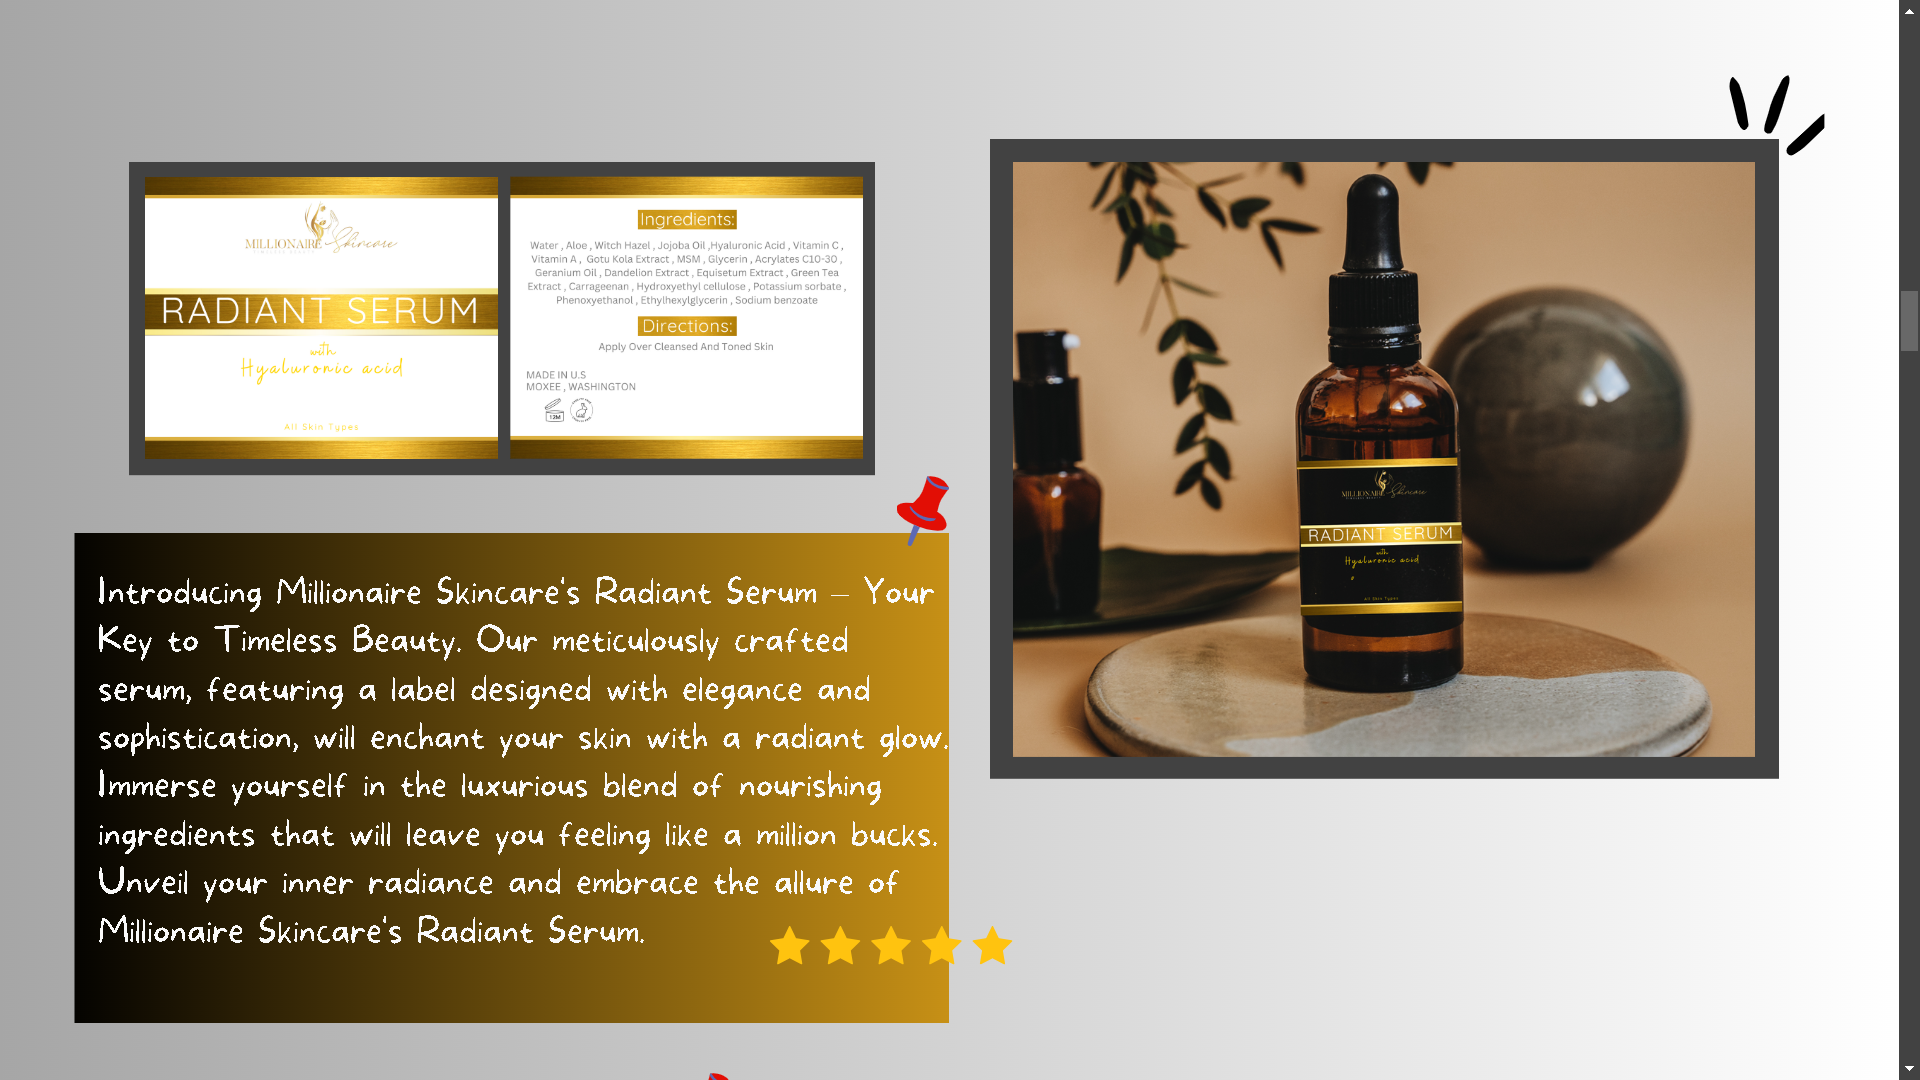 MILLIONAIRE Skincare
RADIANT SERUM
with
Hyaluronic acid
All Skin Types
Ingredients:
Water , Aloe , Witch Hazel , Jojoba Oil ,Hyaluronic Acid , Vitamin C ,
Vitamin A , Gotu Kola Extract , MSM , Glycerin , Acrylates C10-30 ,
Geranium Oil , Dandelion Extract , Equisetum Extract , Green Tea
Extract , Carrageenan , Hydroxyethyl cellulose , Potassium sorbate ,
Phenoxyethanol , Ethylhexylglycerin , Sodium benzoate
Directions:
Apply Over Cleansed And Toned Skin
MADE IN U.S
MOXEE , WASHINGTON
12M
Introducing Millionaire Skincare's Radiant Serum – Your
Key to Timeless Beauty. Our meticulously crafted
serum, featuring a label designed with elegance and
sophistication, will enchant your skin with a radiant glow.
Immerse yourself in the luxurious blend of nourishing
ingredients that will leave you feeling like a million bucks.
Unveil your inner radiance and embrace the allure of
Millionaire Skincare's Radiant Serum.
MILLIONAIRE Skincare
RADIANT SERUM
with
Hyaluronic acid
All Skin Types